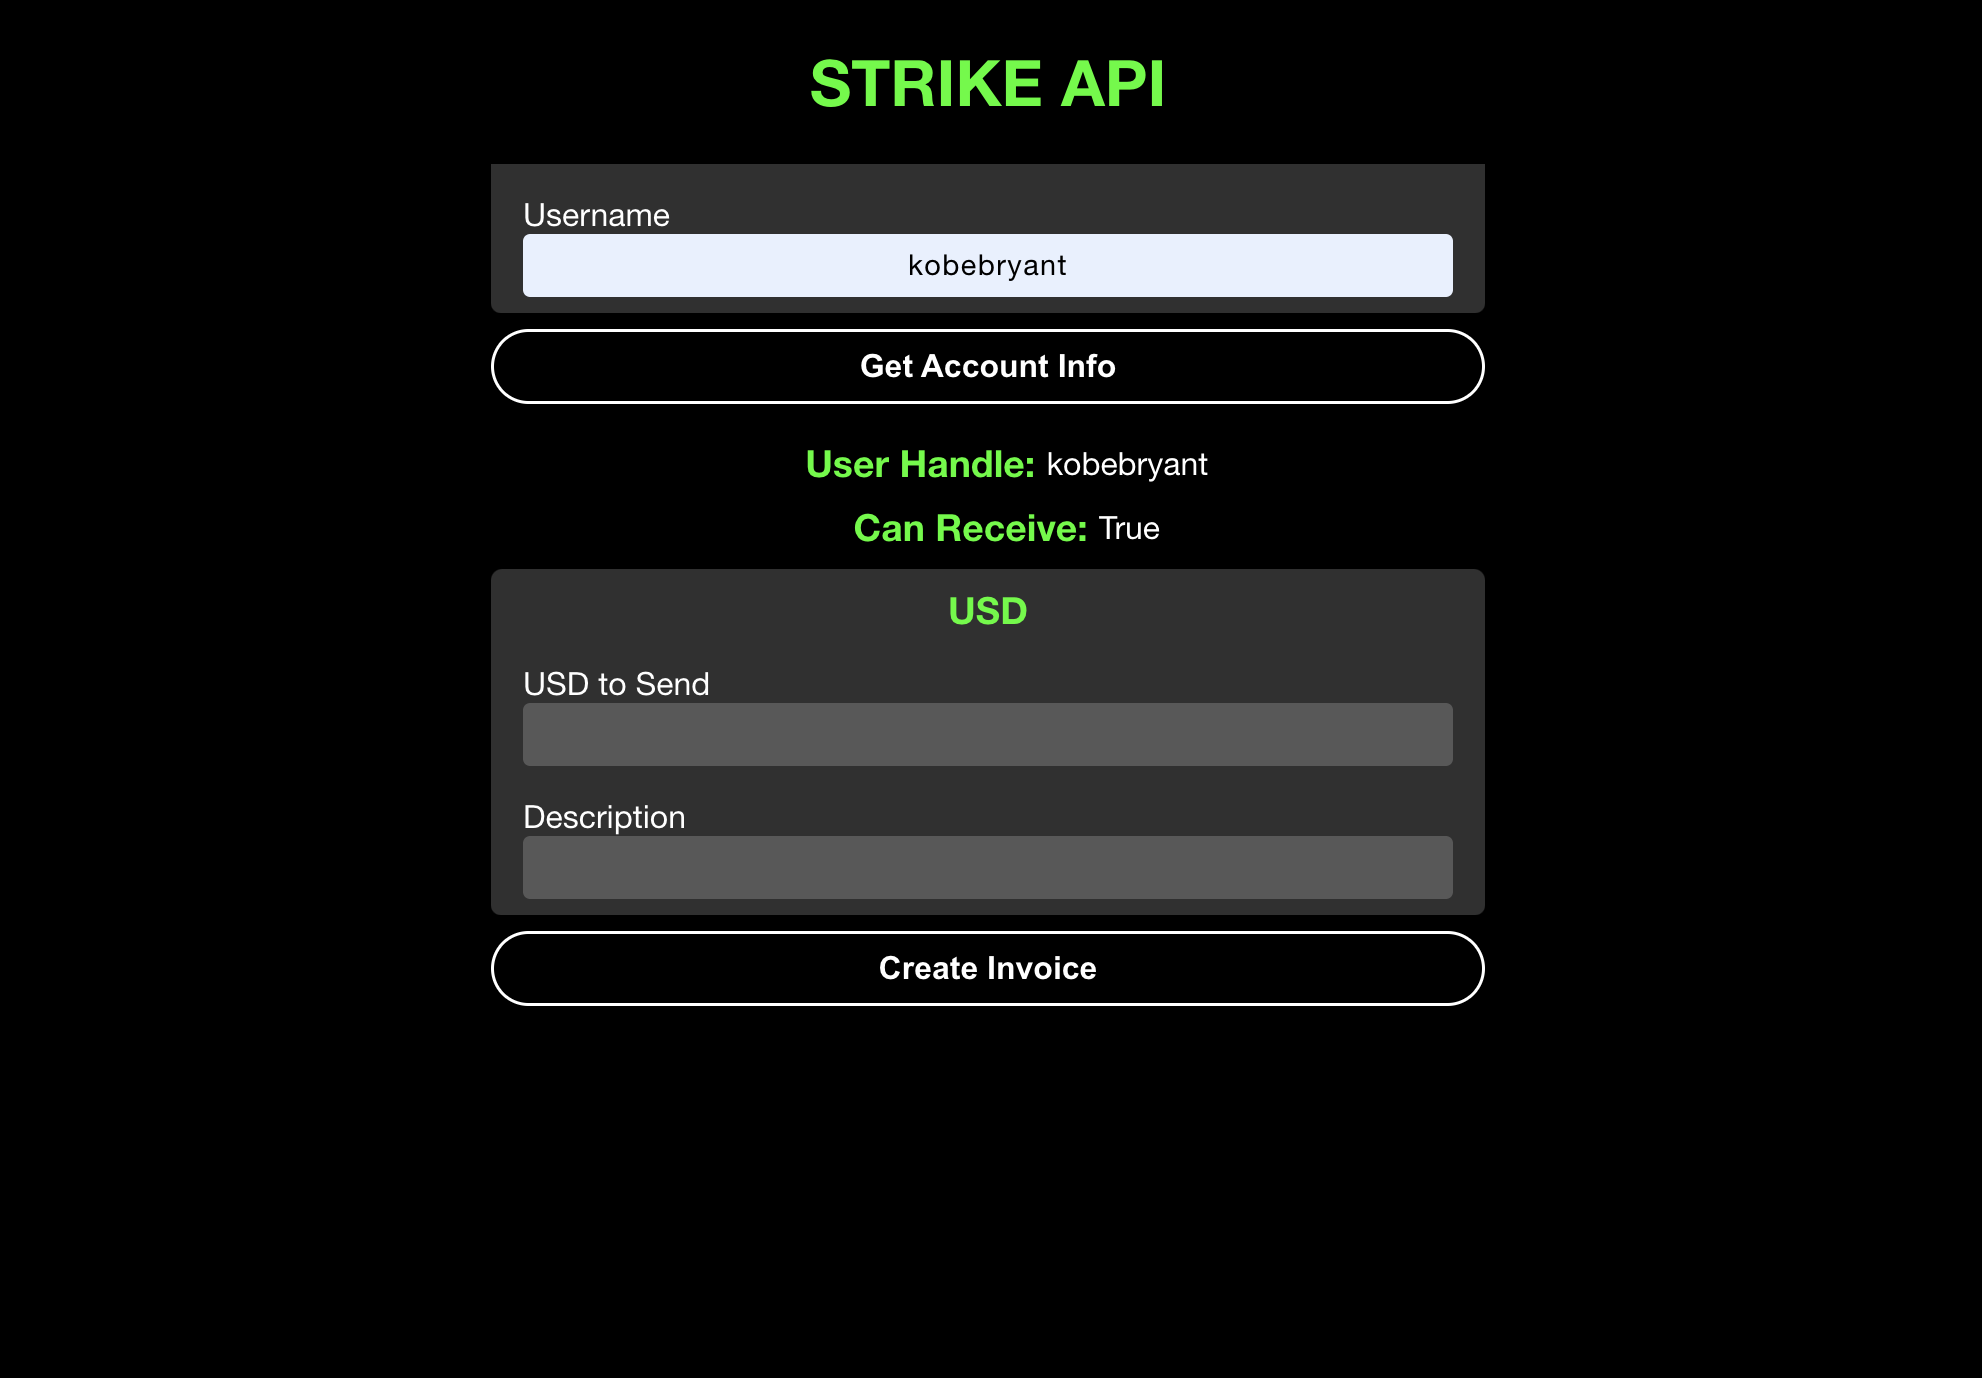 STRIKE API
Username
kobebryant
Get Account Info
User Handle: kobebryant
Can Receive: True
USD
USD to Send
Description
Create Invoice